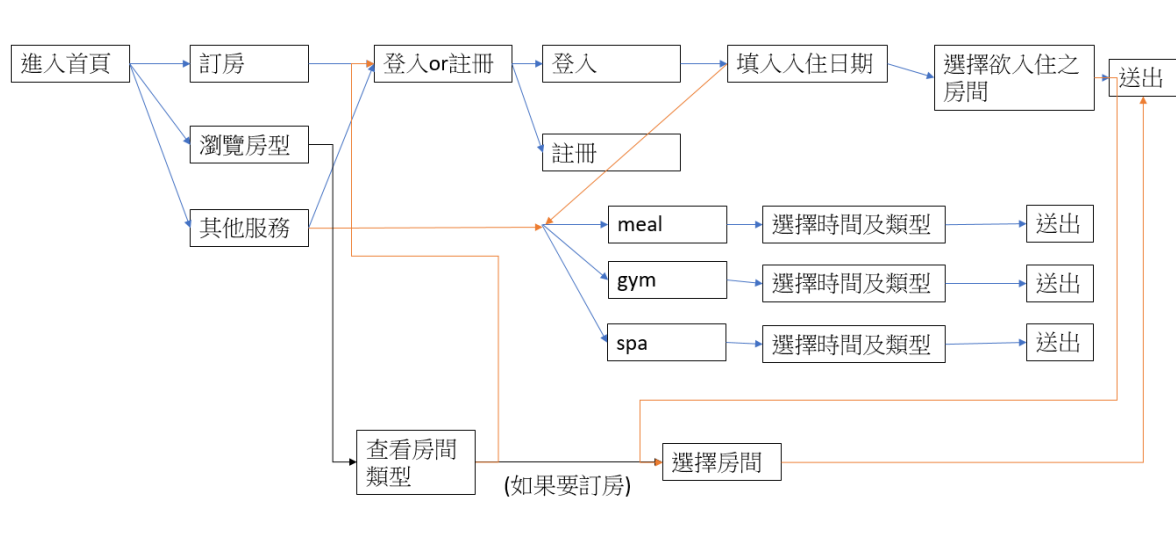 進入首頁
訂房
登入or註冊
登入
填入入住日期
選擇欲入住之
房間
送出
瀏覽房型
註冊
其他服務
meal
選擇時間及類型
送出
gym
選擇時間及類型
送出
spa
選擇時間及類型
送出
查看房間
類型
(如果要訂房)
選擇房間